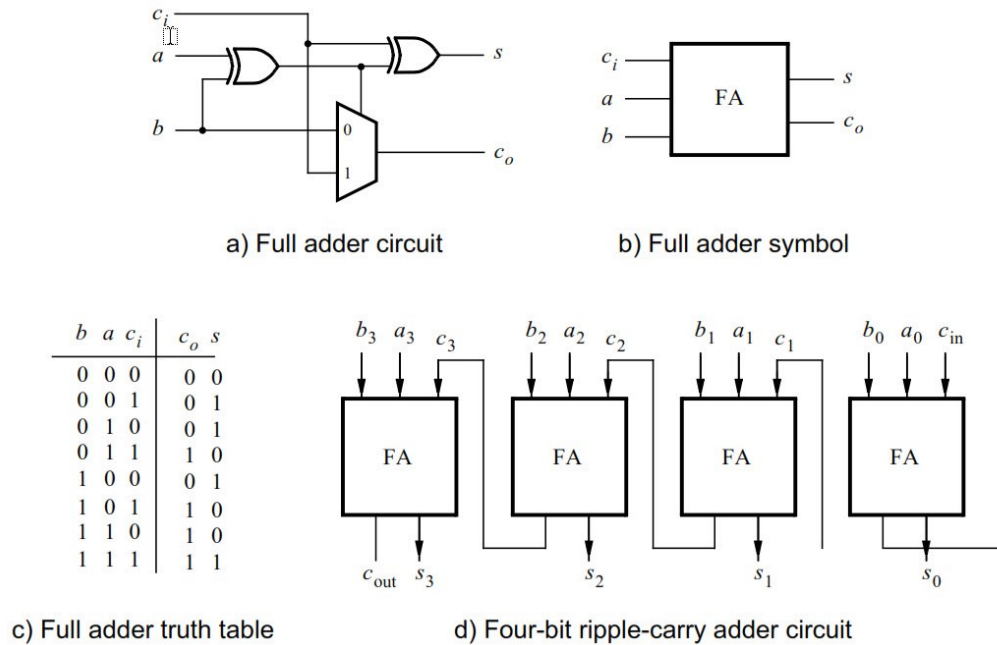 c_i
a
b
0
1
s
c_o
a) Full adder circuit
c_i
a
b
FA
s
c_o
b) Full adder symbol
b a c_i c_o s
0 0 0 0 0
0 0 1 0 1
0 1 0 0 1
0 1 1 1 0
1 0 0 0 1
1 0 1 1 0
1 1 0 1 0
1 1 1 1 1
c) Full adder truth table
b_3 a_3 c_3 b_2 a_2 c_2 b_1 a_1 c_1 b_0 a_0 c_in
FA FA FA FA
c_out s_3 s_2 s_1 s_0
d) Four-bit ripple-carry adder circuit